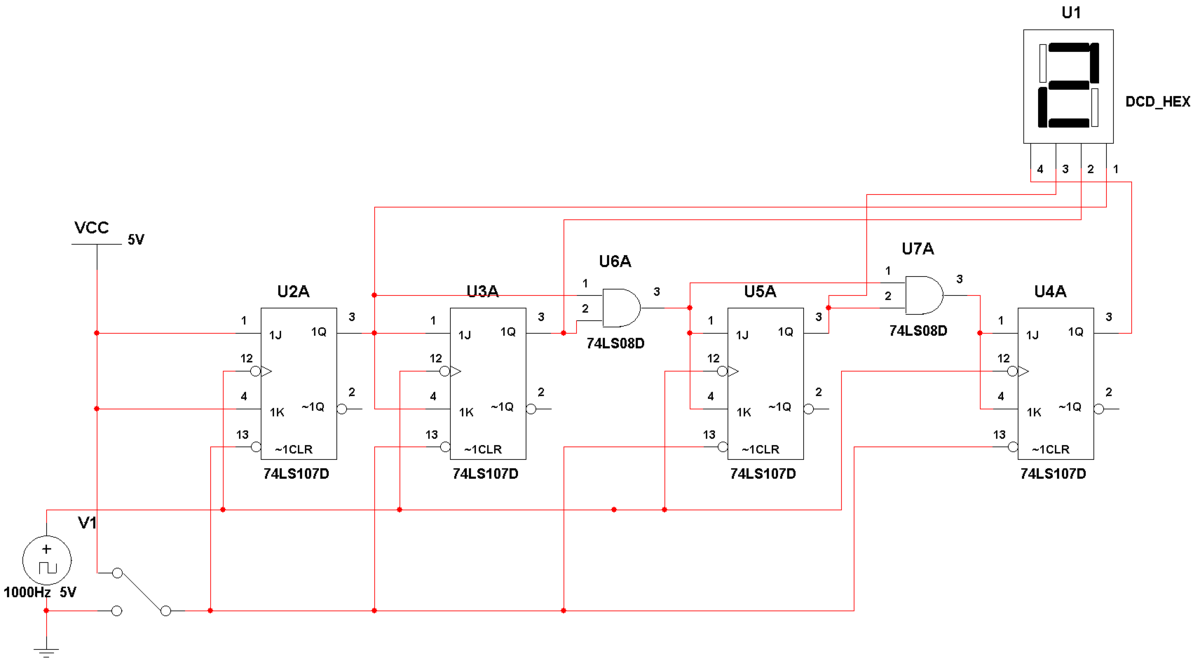 U1
DCD_HEX
4 3 2 1
VCC
5V
U2A
1 1J 1Q 3
12
4 1K ~1Q 2
13 ~1CLR
74LS107D
U3A
1 1J 1Q 3
12
4 1K ~1Q 2
13 ~1CLR
74LS107D
U6A
1
2
3
74LS08D
U5A
1 1J 1Q 3
12
4 1K ~1Q 2
13 ~1CLR
74LS107D
U7A
1
2
3
74LS08D
U4A
1 1J 1Q 3
12
4 1K ~1Q 2
13 ~1CLR
74LS107D
V1
+
1000Hz 5V
2